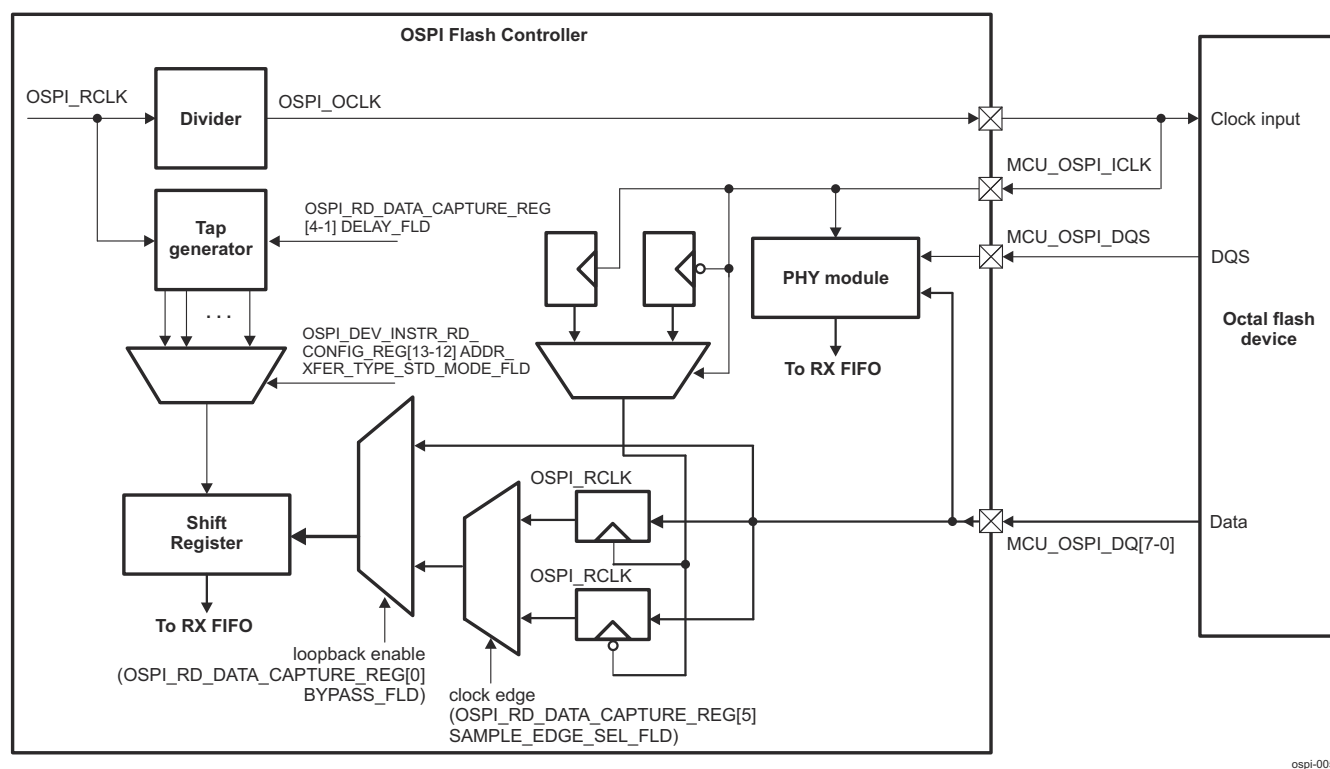 OSPI Flash Controller
OSPI_RCLK
Divider
OSPI_OCLK
Clock input
MCU_OSPI_ICLK
Tap
generator
OSPI_RD_DATA_CAPTURE_REG
[4-1] DELAY_FLD
MCU_OSPI_DQS
DQS
PHY module
. . .
Octal flash
device
OSPI_DEV_INSTR_RD_
CONFIG_REG[13-12] ADDR_
XFER_TYPE_STD_MODE_FLD
To RX FIFO
OSPI_RCLK
Shift
Register
Data
MCU_OSPI_DQ[7-0]
OSPI_RCLK
To RX FIFO
loopback enable
(OSPI_RD_DATA_CAPTURE_REG[0]
BYPASS_FLD)
clock edge
(OSPI_RD_DATA_CAPTURE_REG[5]
SAMPLE_EDGE_SEL_FLD)